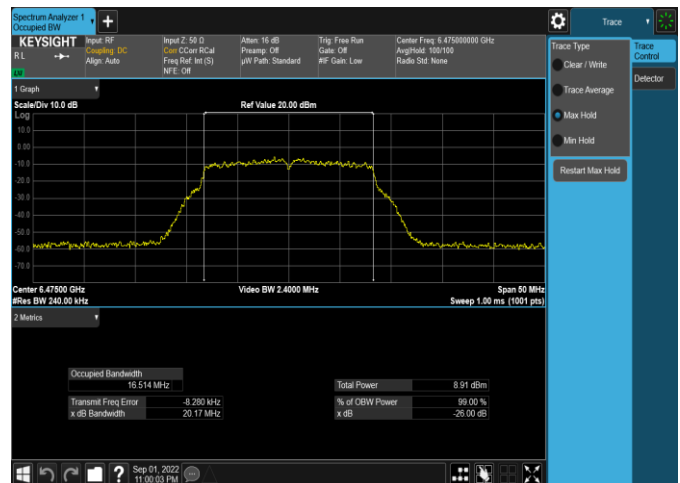 Spectrum Analyzer 1
Occupied BW
Trace
KEYSIGHT
R L
LXI
Input: RF
Coupling: DC
Align: Auto
Input Z: 50 Ω
Corr CCorr RCal
Freq Ref: Int (S)
NFE: Off
Atten: 16 dB
Preamp: Off
µW Path: Standard
Trig: Free Run
Gate: Off
#IF Gain: Low
Center Freq: 6.475000000 GHz
Avg|Hold: 100/100
Radio Std: None
Trace Type
Clear / Write
Trace Average
Max Hold
Min Hold
Restart Max Hold
Trace
Control
Detector
1 Graph
Scale/Div 10.0 dB
Ref Value 20.00 dBm
Log
10.0
0.00
-10.0
-20.0
-30.0
-40.0
-50.0
-60.0
-70.0
Center 6.47500 GHz
Video BW 2.4000 MHz
Span 50 MHz
#Res BW 240.00 kHz
Sweep 1.00 ms (1001 pts)
2 Metrics
Occupied Bandwidth
16.514 MHz
Total Power 8.91 dBm
Transmit Freq Error -8.280 kHz
% of OBW Power 99.00 %
x dB Bandwidth 20.17 MHz
x dB -26.00 dB
?
Sep 01, 2022
11:00:03 PM